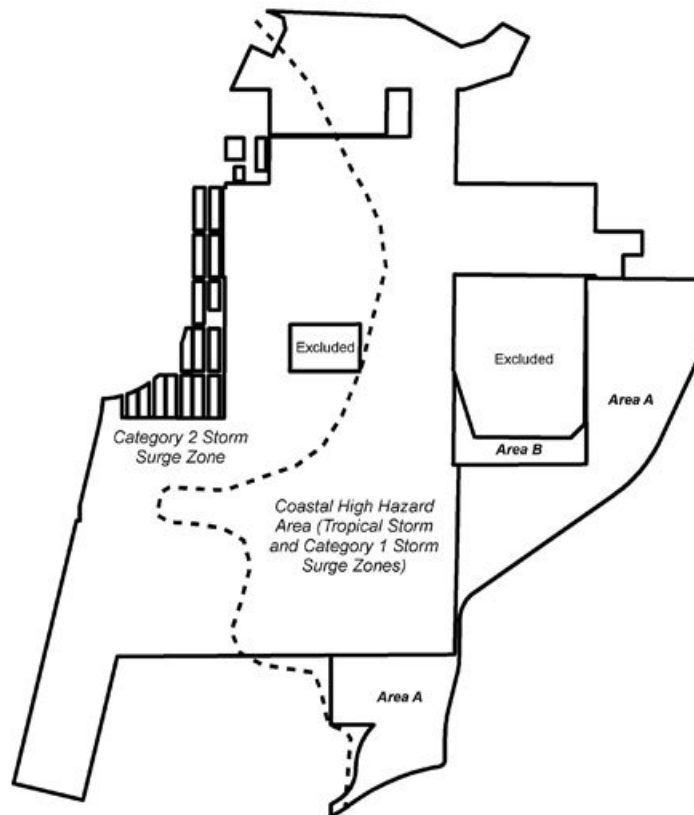 Excluded
Excluded
Area A
Category 2 Storm
Surge Zone
Area B
Coastal High Hazard
Area (Tropical Storm
and Category 1 Storm
Surge Zones)
Area A